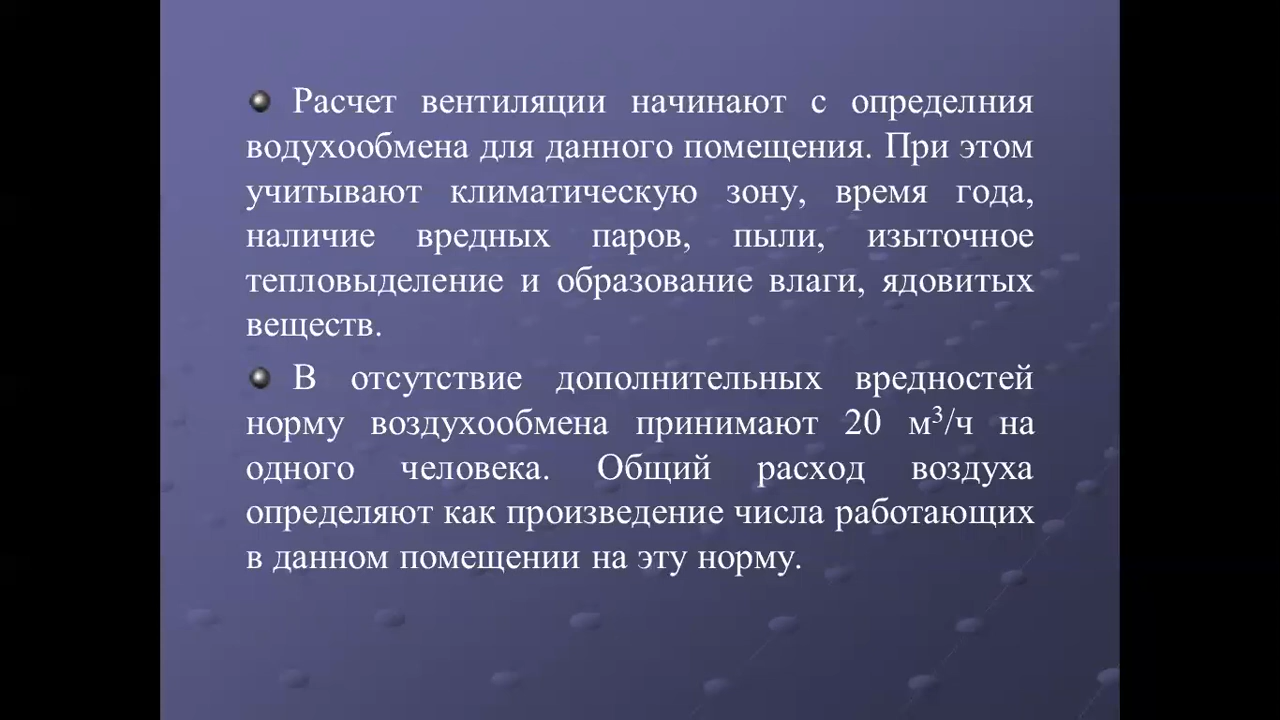 Расчет вентиляции начинают с определния
водухообмена для данного помещения. При этом
учитывают климатическую зону, время года,
наличие вредных паров, пыли, изыточное
тепловыделение и образование влаги, ядовитых
веществ.
В отсутствие дополнительных вредностей
норму воздухообмена принимают 20 м³/ч на
одного человека. Общий расход воздуха
определяют как произведение числа работающих
в данном помещении на эту норму.